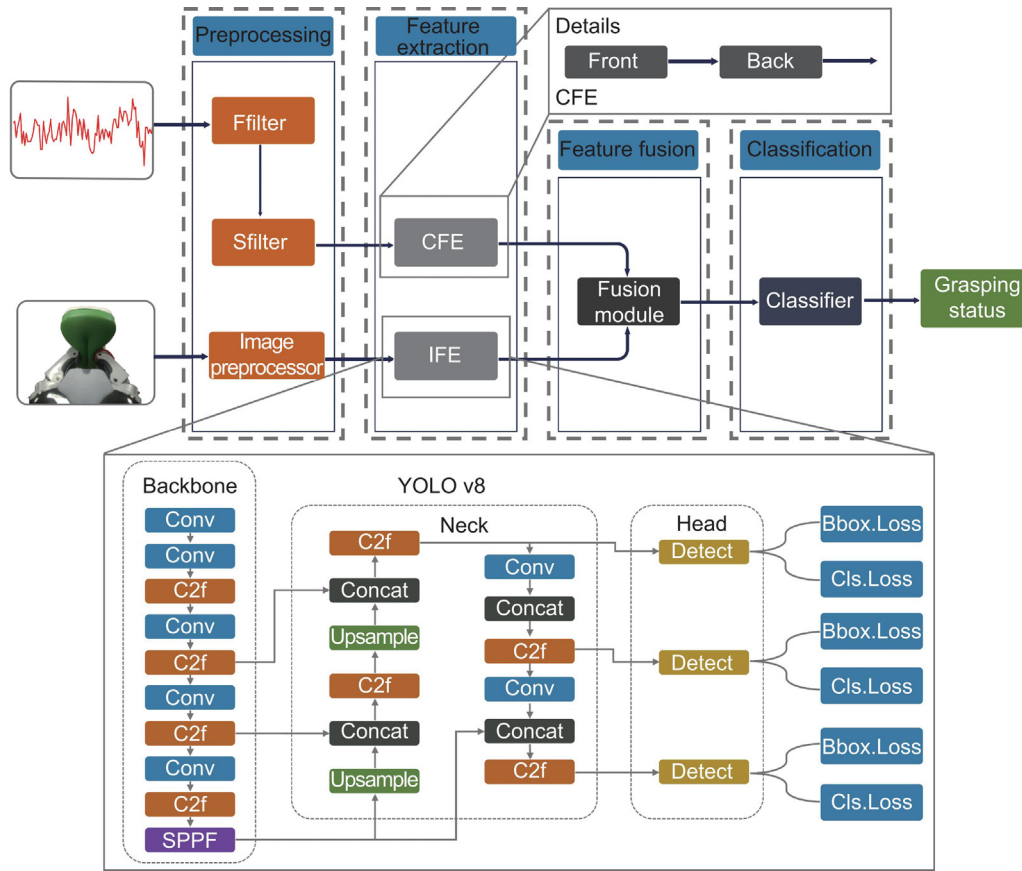 Preprocessing
Feature
extraction
Details
Front
Back
CFE
Ffilter
Feature fusion
Classification
Sfilter
CFE
Fusion
module
Classifier
Grasping
status
Image
preprocessor
IFE
Backbone
YOLO v8
Neck
Head
Conv
Conv
C2f
Conv
C2f
Conv
C2f
Conv
C2f
SPPF
C2f
Concat
Upsample
C2f
Concat
Upsample
Conv
Concat
C2f
Conv
Concat
C2f
Detect
Detect
Detect
Bbox.Loss
Cls.Loss
Bbox.Loss
Cls.Loss
Bbox.Loss
Cls.Loss